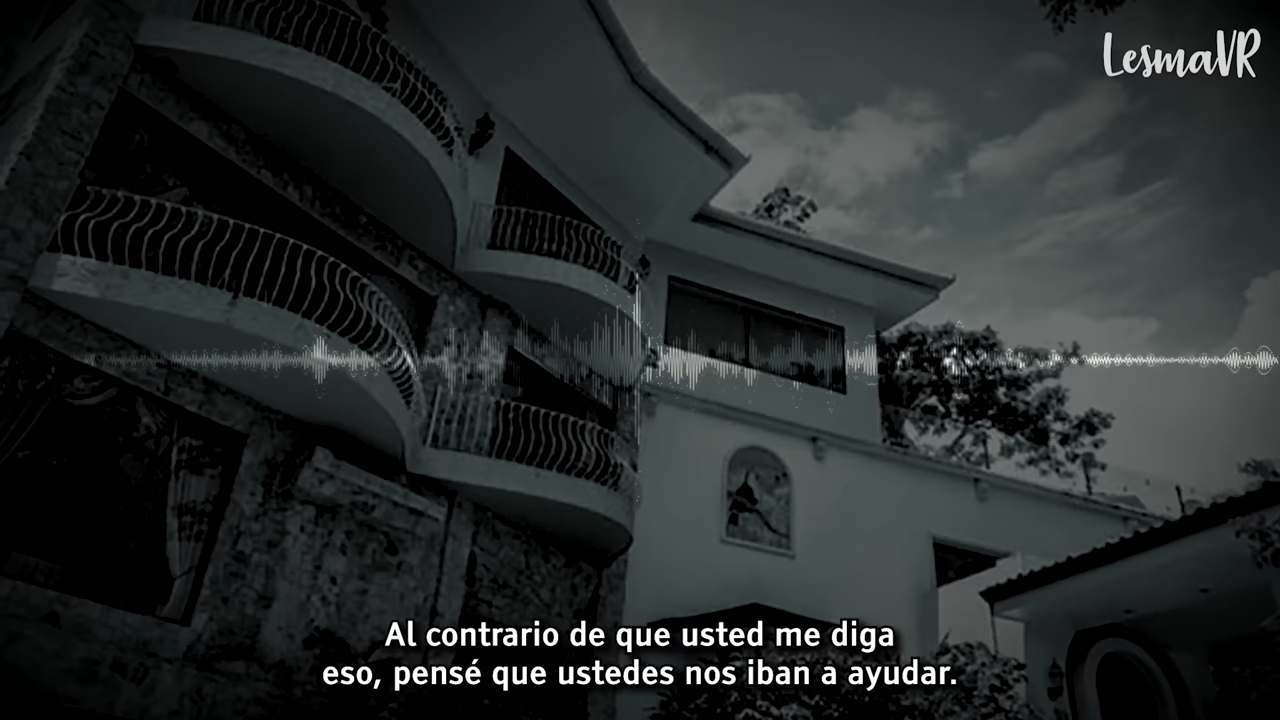 LesmaVR
Al contrario de que usted me diga
eso, pensé que ustedes nos iban a ayudar.